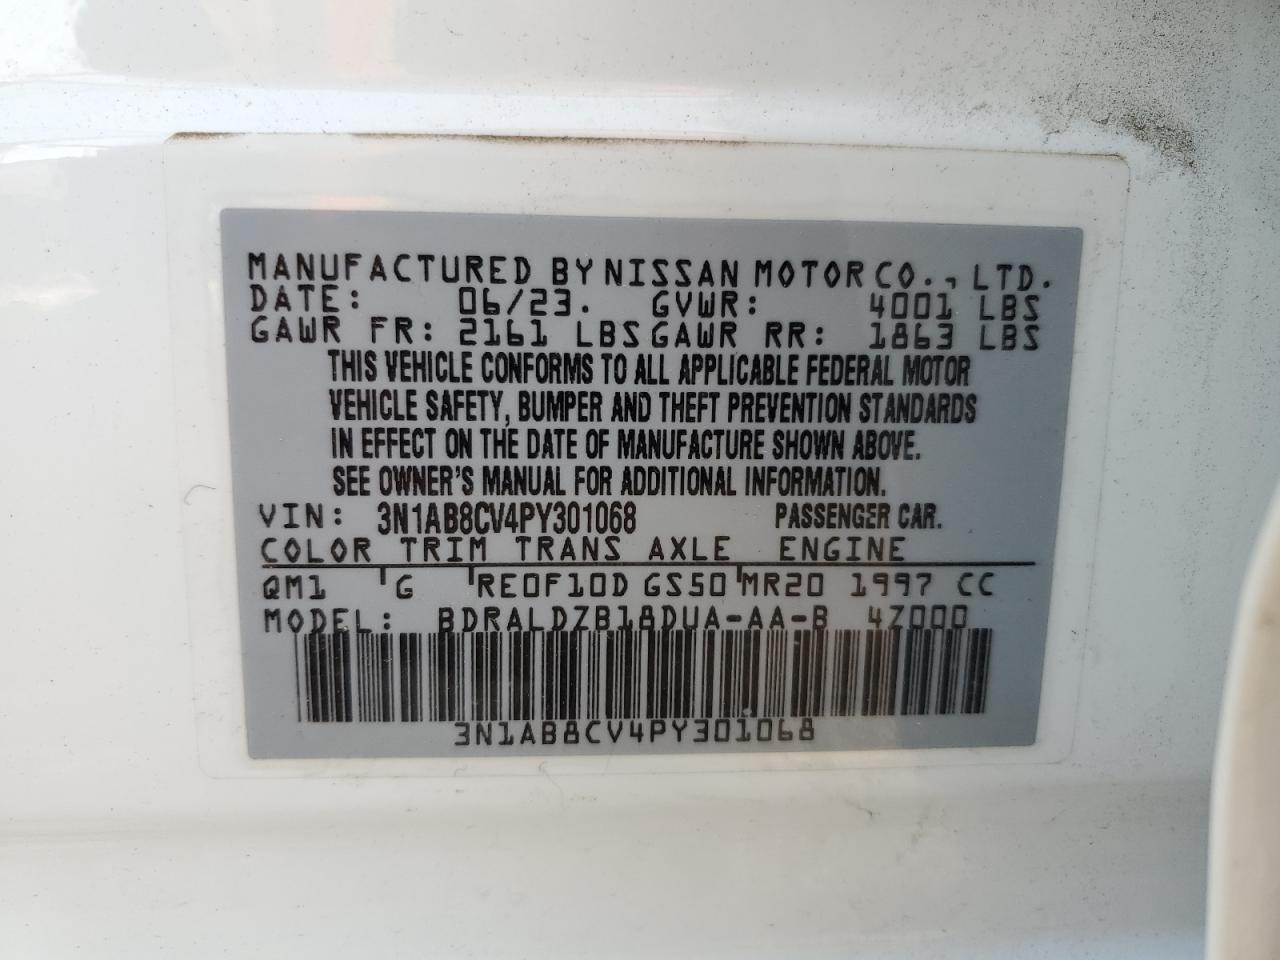 MANUFACTURED BY NISSAN MOTOR CO., LTD.
DATE: 06/23. GVWR: 4001 LBS
GAWR FR: 2161 LBS GAWR RR: 1863 LBS
THIS VEHICLE CONFORMS TO ALL APPLICABLE FEDERAL MOTOR
VEHICLE SAFETY, BUMPER AND THEFT PREVENTION STANDARDS
IN EFFECT ON THE DATE OF MANUFACTURE SHOWN ABOVE.
SEE OWNER'S MANUAL FOR ADDITIONAL INFORMATION.
VIN: 3N1AB8CV4PY301068 PASSENGER CAR.
COLOR TRIM TRANS AXLE ENGINE
QM1 G RE0F10D GS50 MR20 1997 CC
MODEL: BDRALDZB18DUA-AA-B 4Z000
3N1AB8CV4PY301068